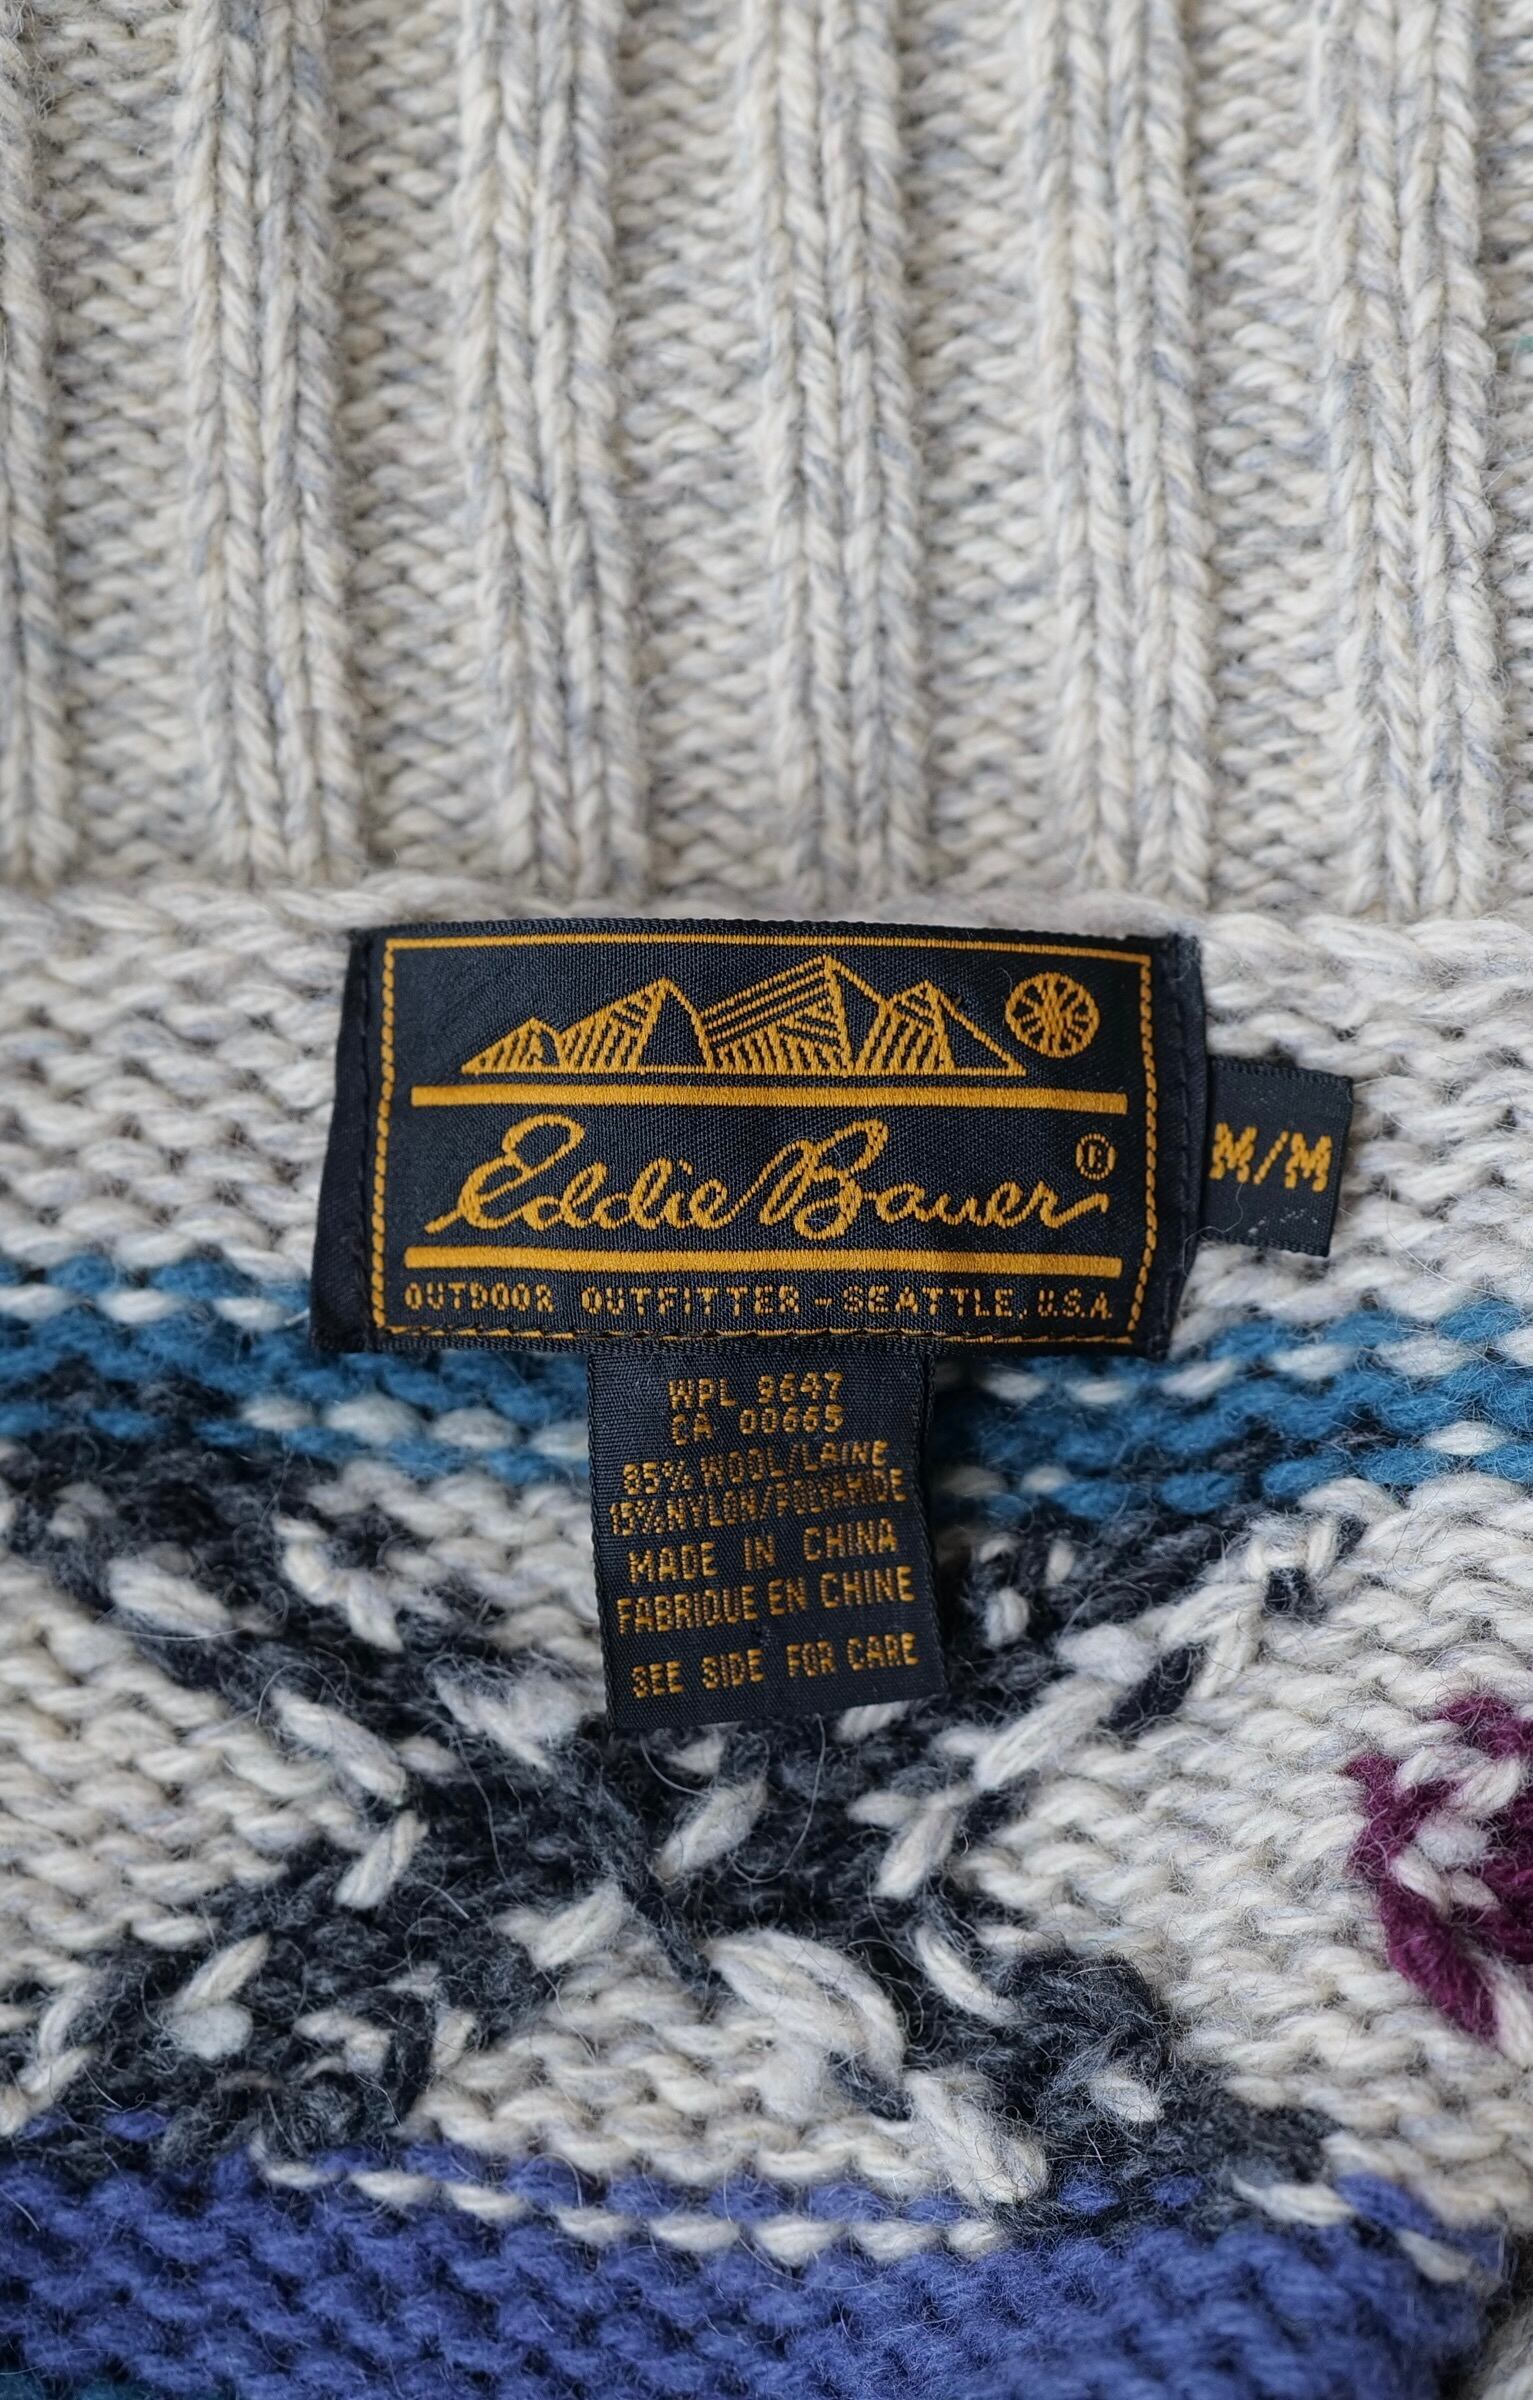 Eddie Bauer®
M/M
OUTDOOR OUTFITTER – SEATTLE, U.S.A.
WPL 9647
CA 00665
85% WOOL/LAINE
15% NYLON/POLYAMIDE
MADE IN CHINA
FABRIQUE EN CHINE
SEE SIDE FOR CARE